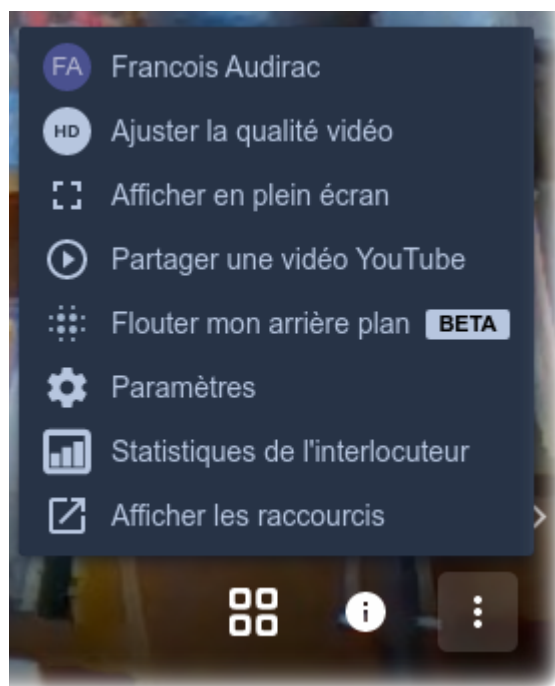 FA Francois Audirac
HD Ajuster la qualité vidéo
Afficher en plein écran
Partager une vidéo YouTube
Flouter mon arrière plan BETA
Paramètres
Statistiques de l'interlocuteur
Afficher les raccourcis